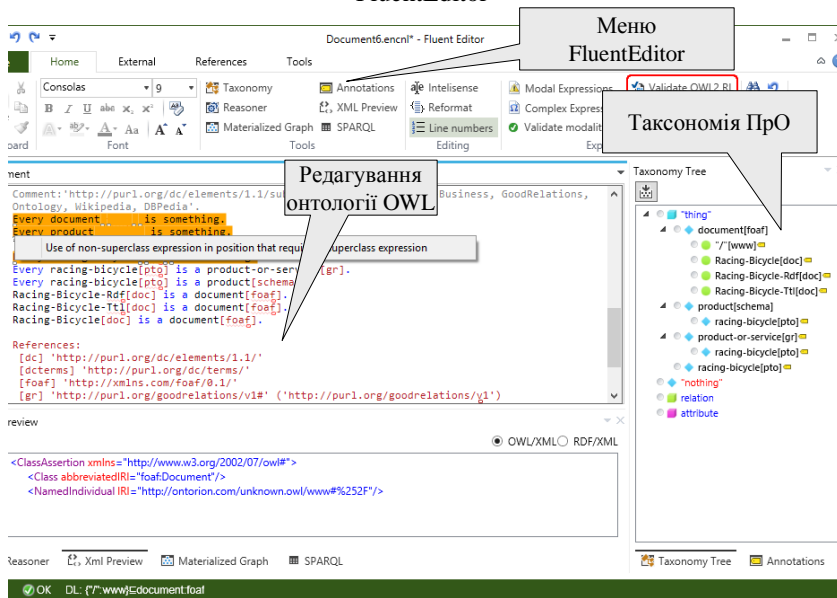 Document6.encnl* - Fluent Editor
Меню
FluentEditor
Home External References Tools
Consolas 9
B I U abc x₂ x²
Aa A A
Font
Taxonomy
Reasoner
Materialized Graph
Annotations
XML Preview
SPARQL
Tools
Intelisense
Reformat
Line numbers
Editing
Modal Expressions
Complex
Validate
Validate OWL2 RL
Таксономія ПрО
Редагування
онтології OWL
Comment:'http://purl.org/dc/elements/1.1/ Business, GoodRelations,
Ontology, Wikipedia, DBPedia'.
Every document is something.
Every product is something.
Use of non-superclass expression in position that superclass expression
Every racing-bicycle[pto] is a [gr].
Every racing-bicycle[pto] is a
Racing-Bicycle-Rdf[doc] is a document[foaf].
Racing-Bicycle-Ttl[doc] is a document[foaf].
Racing-Bicycle[doc] is a document[foaf].
References:
[dc] 'http://purl.org/dc/elements/1.1/'
[dcterms] 'http://purl.org/dc/terms/'
[foaf] 'http://xmlns.com/foaf/0.1/'
[gr] 'http://purl.org/goodrelations/v1#' ('http://purl.org/goodrelations/v1')
OWL/XML RDF/XML
<ClassAssertion xmlns="http://www.w3.org/2002/07/owl#">
<Class abbreviatedIRI="foaf:Document"/>
<NamedIndividual IRI="http://ontorion.com/unknown.owl/www#%252F"/>
Reasoner Xml Preview Materialized Graph SPARQL
Taxonomy Tree
"thing"
document[foaf]
"/"[www]
Racing-Bicycle[doc]
Racing-Bicycle-Rdf[doc]
Racing-Bicycle-Ttl[doc]
product[schema]
racing-bicycle[pto]
product-or-service[gr]
racing-bicycle[pto]
racing-bicycle[pto]
"nothing"
relation
attribute
Taxonomy Tree Annotations
OK DL: {"/":www}⊑document:foaf